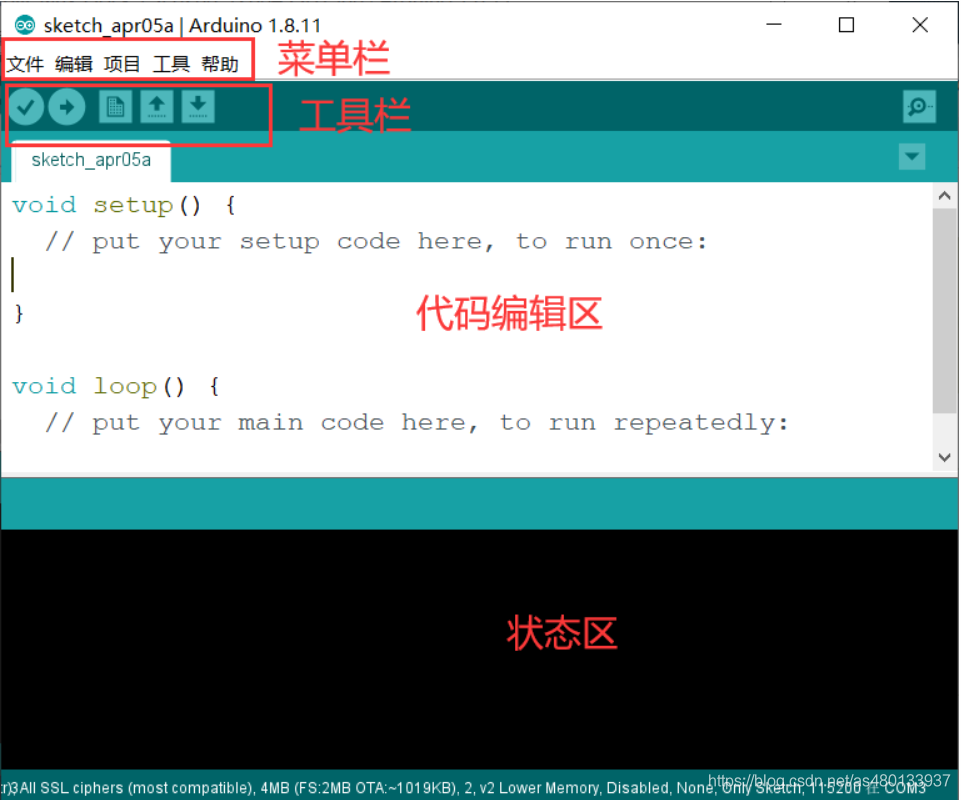 sketch_apr05a | Arduino 1.8.11
文件 编辑 项目 工具 帮助
菜单栏
工具栏
sketch_apr05a
void setup() {
  // put your setup code here, to run once:
}
代码编辑区
void loop() {
  // put your main code here, to run repeatedly:
状态区
https://blog.csdn.net/as480133937
tr)3All SSL ciphers (most compatible), 4MB (FS:2MB OTA:~1019KB), 2, v2 Lower Memory, Disabled, None, Only Sketch, 115200 在 COM3